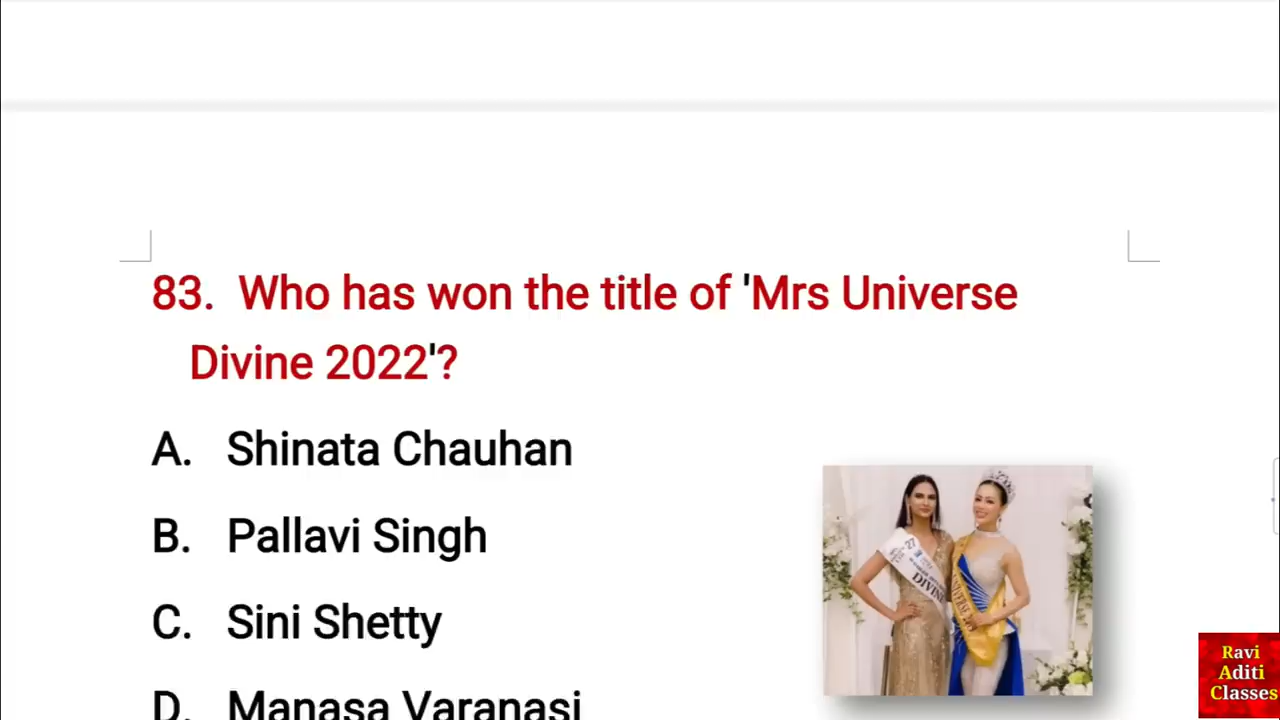 83. Who has won the title of 'Mrs Universe
Divine 2022'?
A. Shinata Chauhan
B. Pallavi Singh
C. Sini Shetty
D. Manasa Varanasi
DIVINE
Ravi
Aditi
Classes